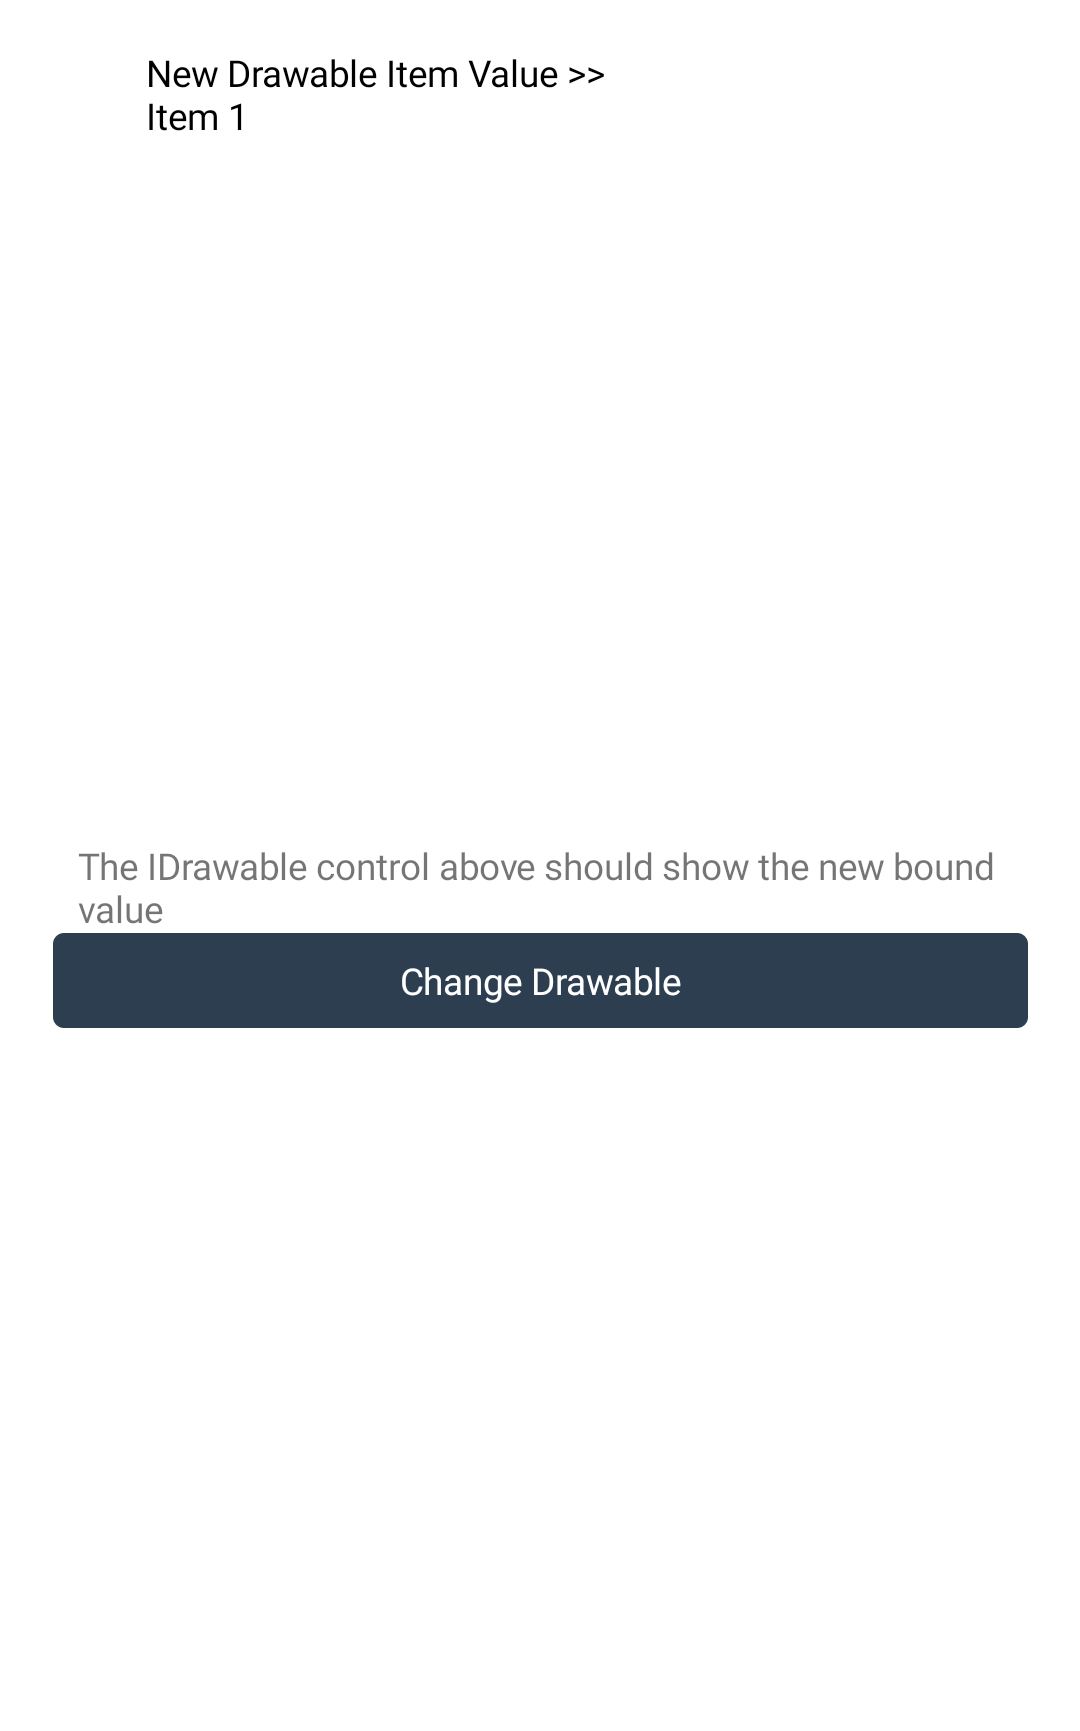 New Drawable Item Value >>
Item 1
The IDrawable control above should show the new bound
value
Change Drawable